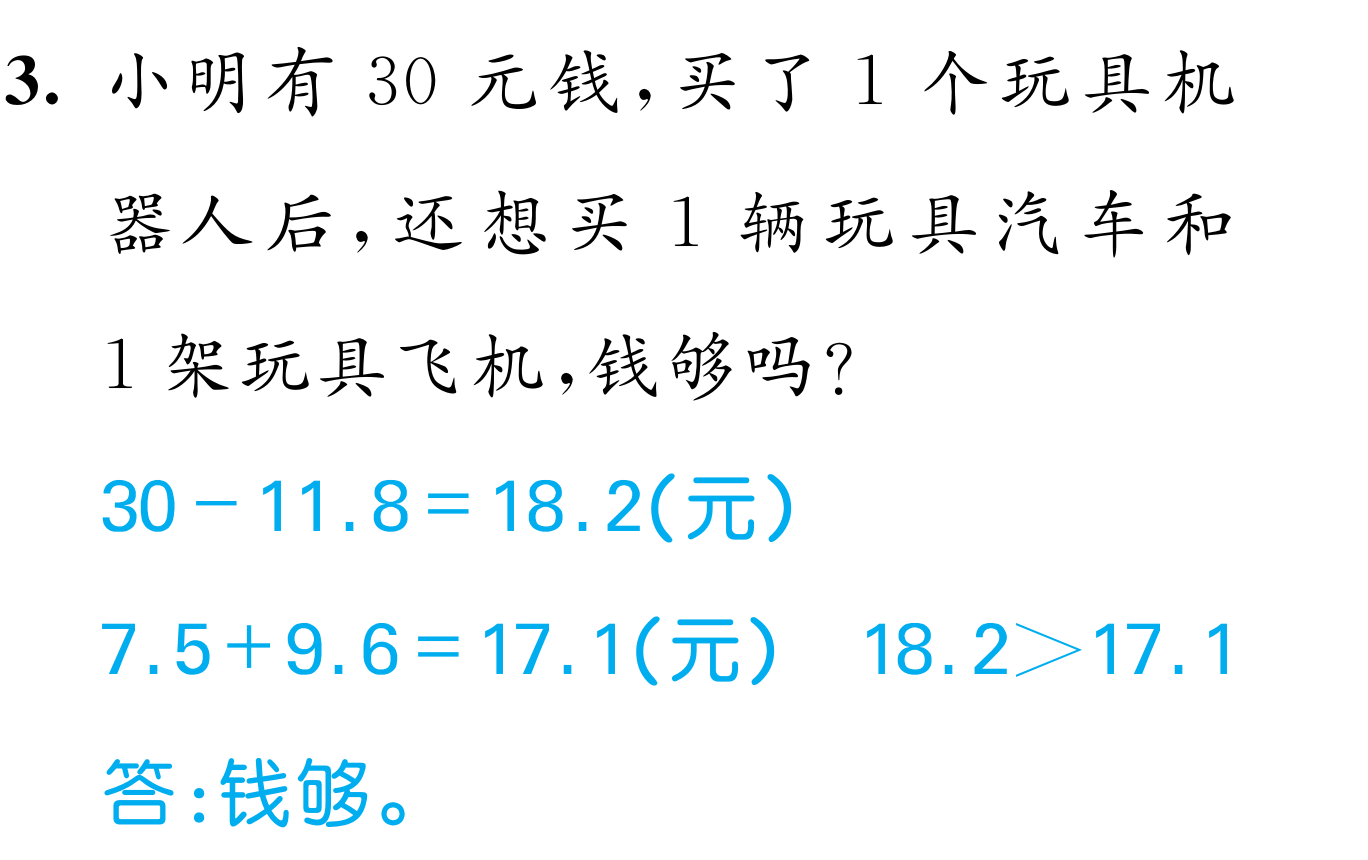 3. 小明有 30 元钱,买了 1 个玩具机
器人后,还想买 1 辆玩具汽车和
1 架玩具飞机,钱够吗?
30-11.8=18.2(元)
7.5+9.6=17.1(元) 18.2>17.1
答:钱够。